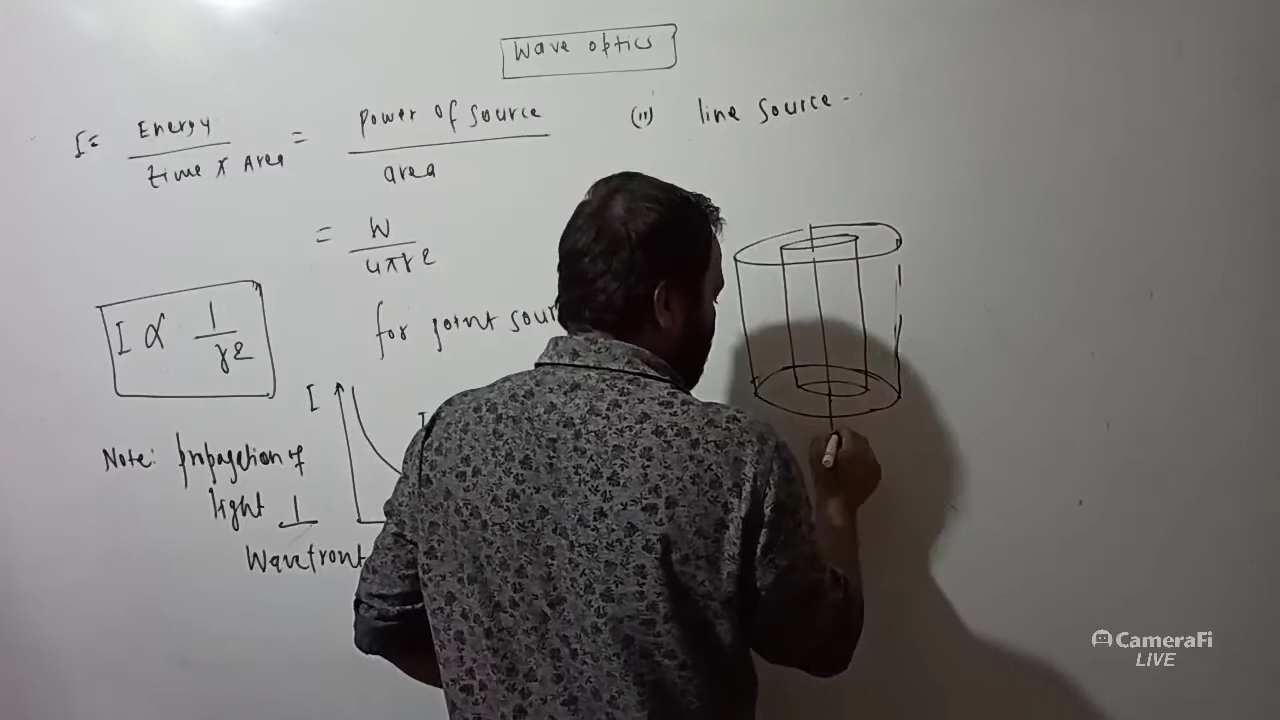 Wave optics
I = Energy / time × Area = Power of source / area
= W / 4πr2
I ∝ 1 / r2
for point sour
I
I
Note: propagation of
light ⊥
Wavefront
(ii) line source..
CameraFi
LIVE